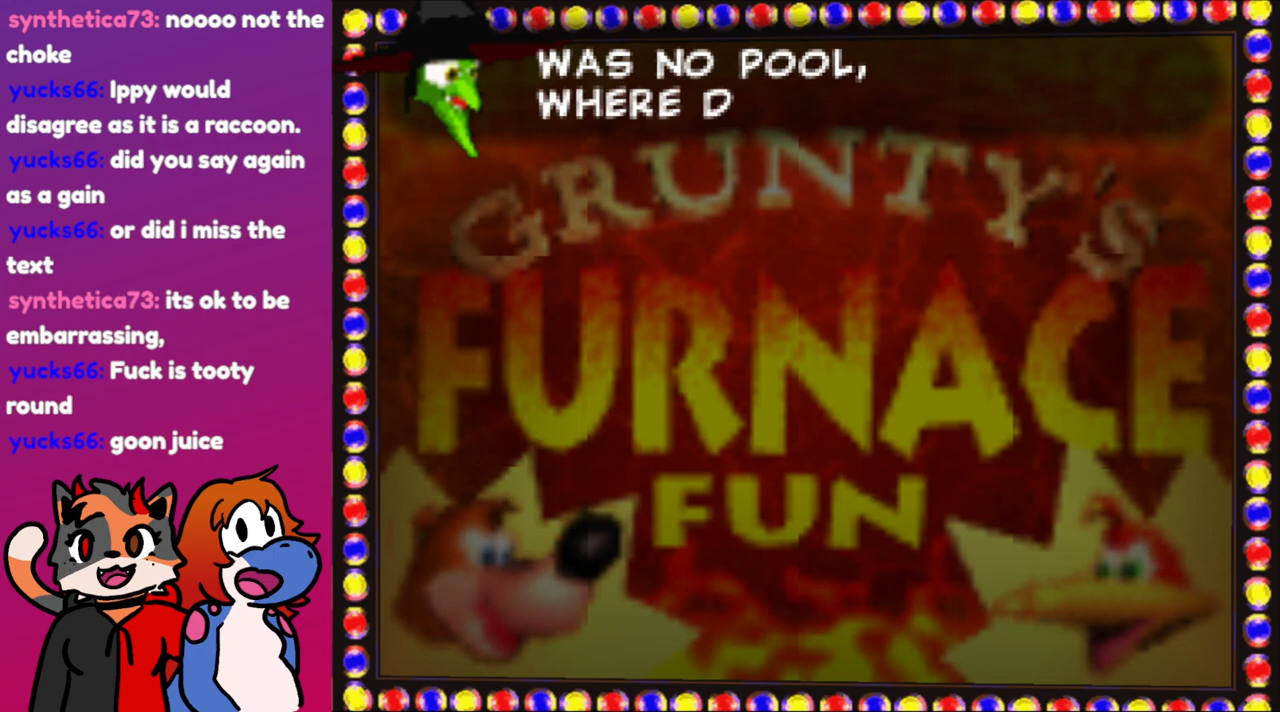 synthetica73: noooo not the
choke
yucks66: Ippy would
disagree as it is a raccoon.
yucks66: did you say again
as a gain
yucks66: or did i miss the
text
synthetica73: its ok to be
embarrassing,
yucks66: Fuck is tooty
round
yucks66: goon juice
WAS NO POOL,
WHERE D
GRUNTY'S
FURNACE
FUN